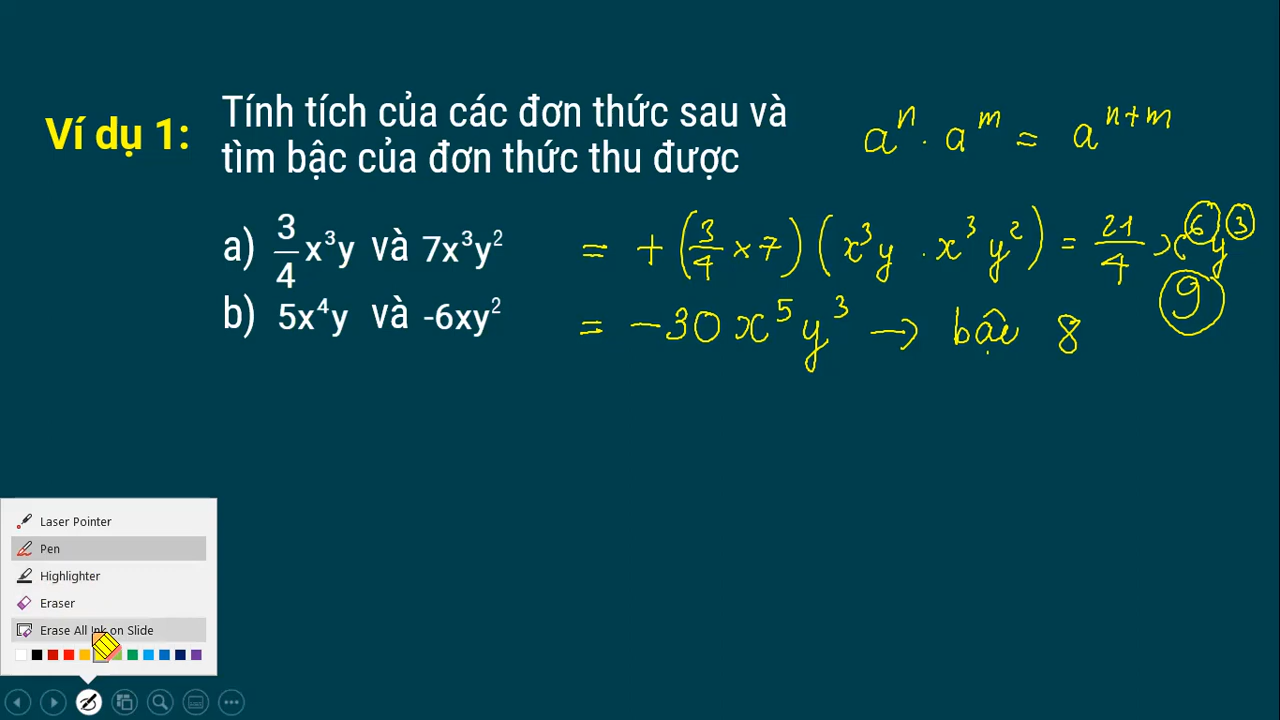 Ví dụ 1: Tính tích của các đơn thức sau và
tìm bậc của đơn thức thu được
aⁿ · aᵐ = aⁿ⁺ᵐ
a) 3/4 x³y và 7x³y² = + (3/4 × 7) (x³y · x³y²) = 21/4 x⁶y³
9
b) 5x⁴y và -6xy² = -30x⁵y³ → bậc 8
Laser Pointer
Pen
Highlighter
Eraser
Erase All Ink on Slide